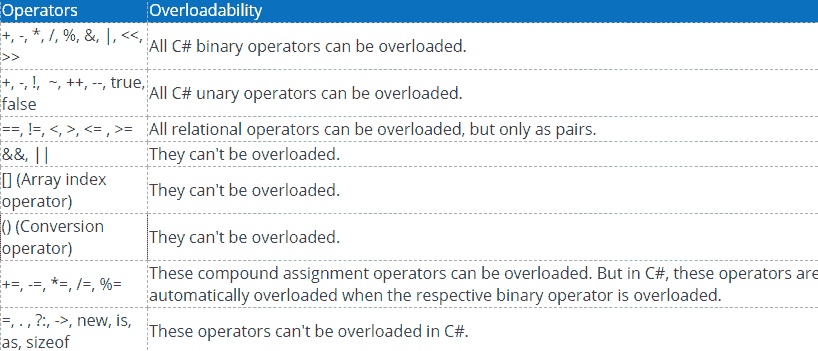 Operators Overloadability
+, -, *, /, %, &, |, <<, >> All C# binary operators can be overloaded.
+, -, !,  ~, ++, --, true, false All C# unary operators can be overloaded.
==, !=, <, >, <= , >= All relational operators can be overloaded, but only as pairs.
&&, || They can't be overloaded.
[] (Array index operator) They can't be overloaded.
() (Conversion operator) They can't be overloaded.
+=, -=, *=, /=, %= These compound assignment operators can be overloaded. But in C#, these operators are automatically overloaded when the respective binary operator is overloaded.
=, . , ?:, ->, new, is, as, sizeof These operators can't be overloaded in C#.